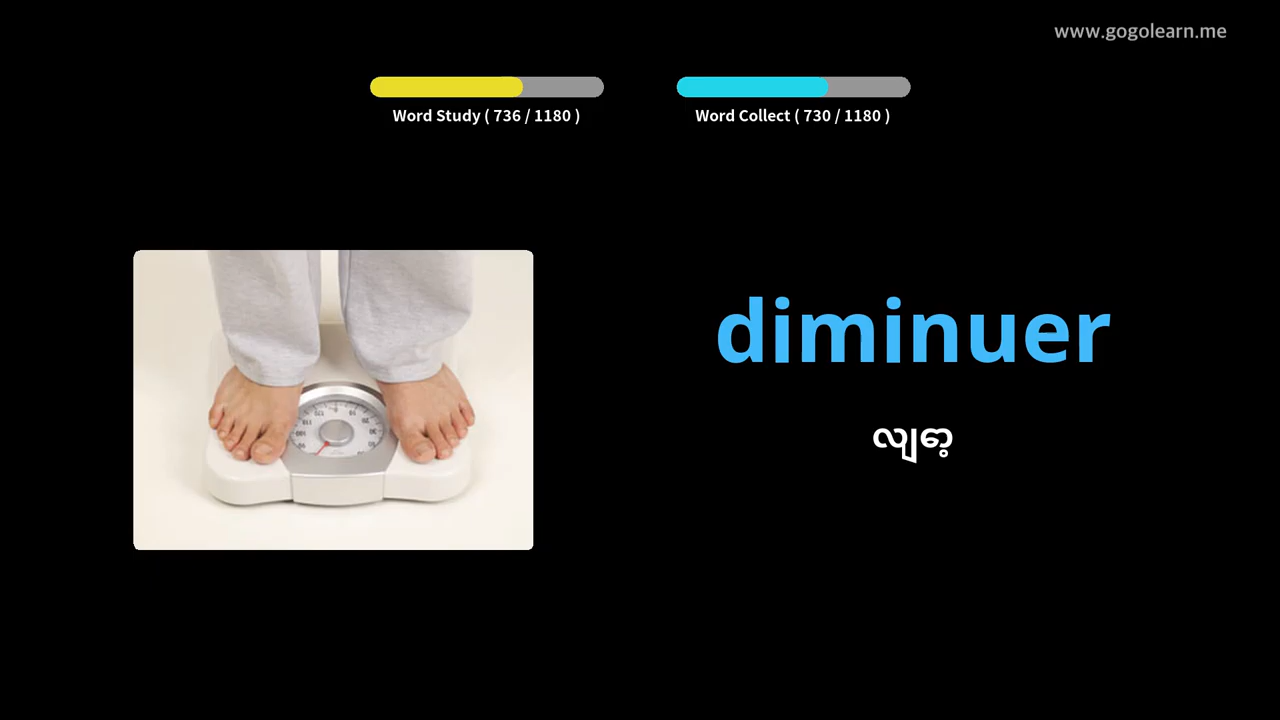 www.gogolearn.me
Word Study ( 736 / 1180 )
Word Collect ( 730 / 1180 )
diminuer
လျော့